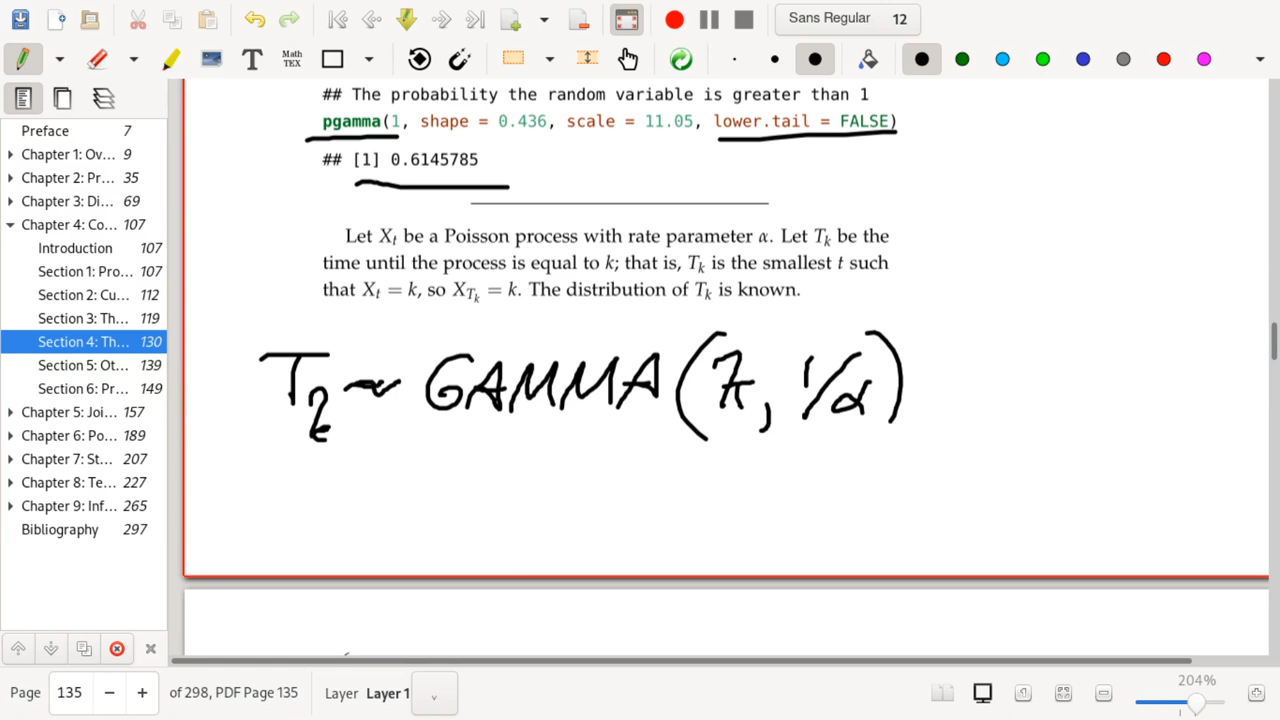 Sans Regular 12
Math
TEX
Preface 7
Chapter 1: Ov... 9
Chapter 2: Pr... 35
Chapter 3: Di... 69
Chapter 4: Co... 107
Introduction 107
Section 1: Pro... 107
Section 2: Cu... 112
Section 3: Th... 119
Section 4: Th... 130
Section 5: Ot... 139
Section 6: Pr... 149
Chapter 5: Joi... 157
Chapter 6: Po... 189
Chapter 7: St... 207
Chapter 8: Te... 227
Chapter 9: Inf... 265
Bibliography 297
## The probability the random variable is greater than 1
pgamma(1, shape = 0.436, scale = 11.05, lower.tail = FALSE)
## [1] 0.6145785
Let Xt be a Poisson process with rate parameter α. Let Tk be the
time until the process is equal to k; that is, Tk is the smallest t such
that Xt = k, so XTk = k. The distribution of Tk is known.
Tk ~ GAMMA(k, 1/α)
Page 135 of 298, PDF Page 135
Layer Layer 1
204%